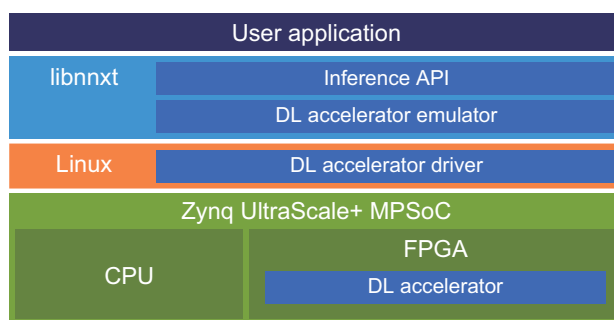 User application
libnnxt
Inference API
DL accelerator emulator
Linux
DL accelerator driver
Zynq UltraScale+ MPSoC
CPU
FPGA
DL accelerator